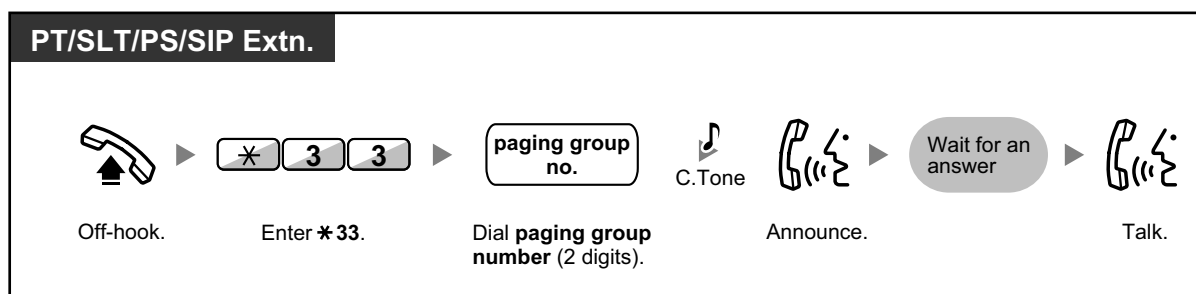 PT/SLT/PS/SIP Extn.
* 3 3
paging group
no.
C.Tone
Wait for an
answer
Off-hook.
Enter *33.
Dial paging group
number (2 digits).
Announce.
Talk.